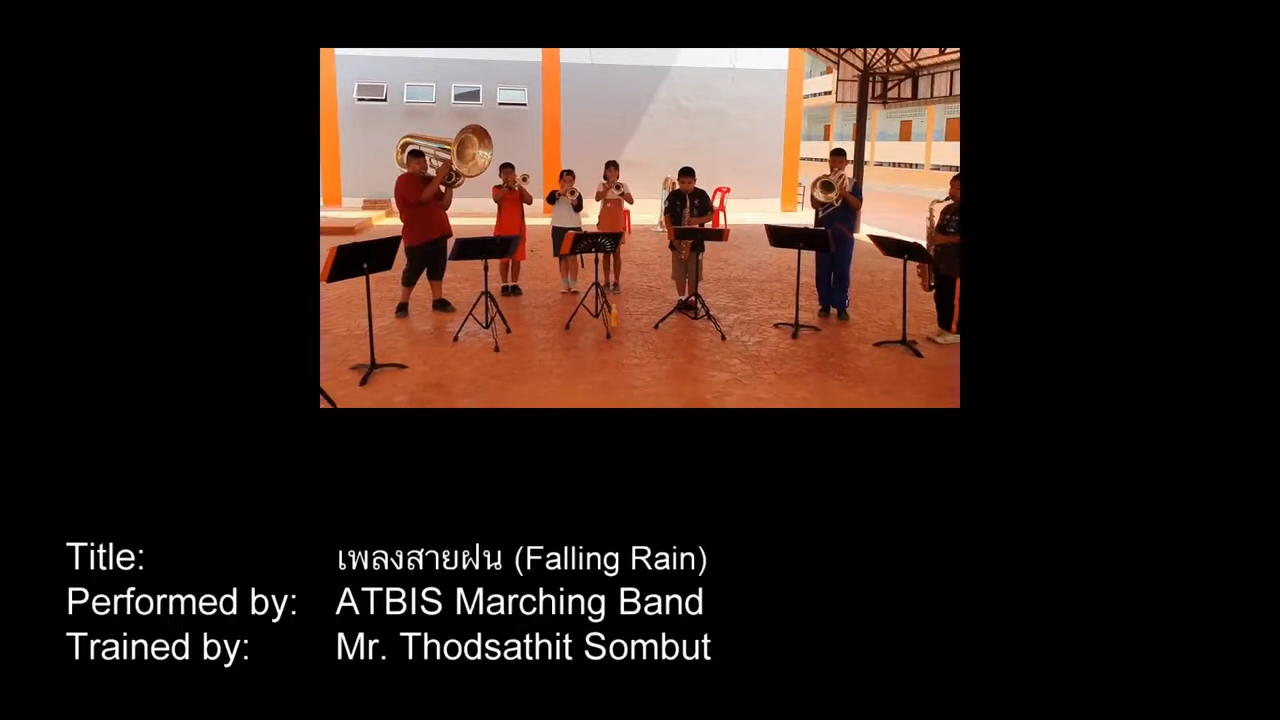 Title: เพลงสายฝน (Falling Rain)
Performed by: ATBIS Marching Band
Trained by: Mr. Thodsathit Sombut